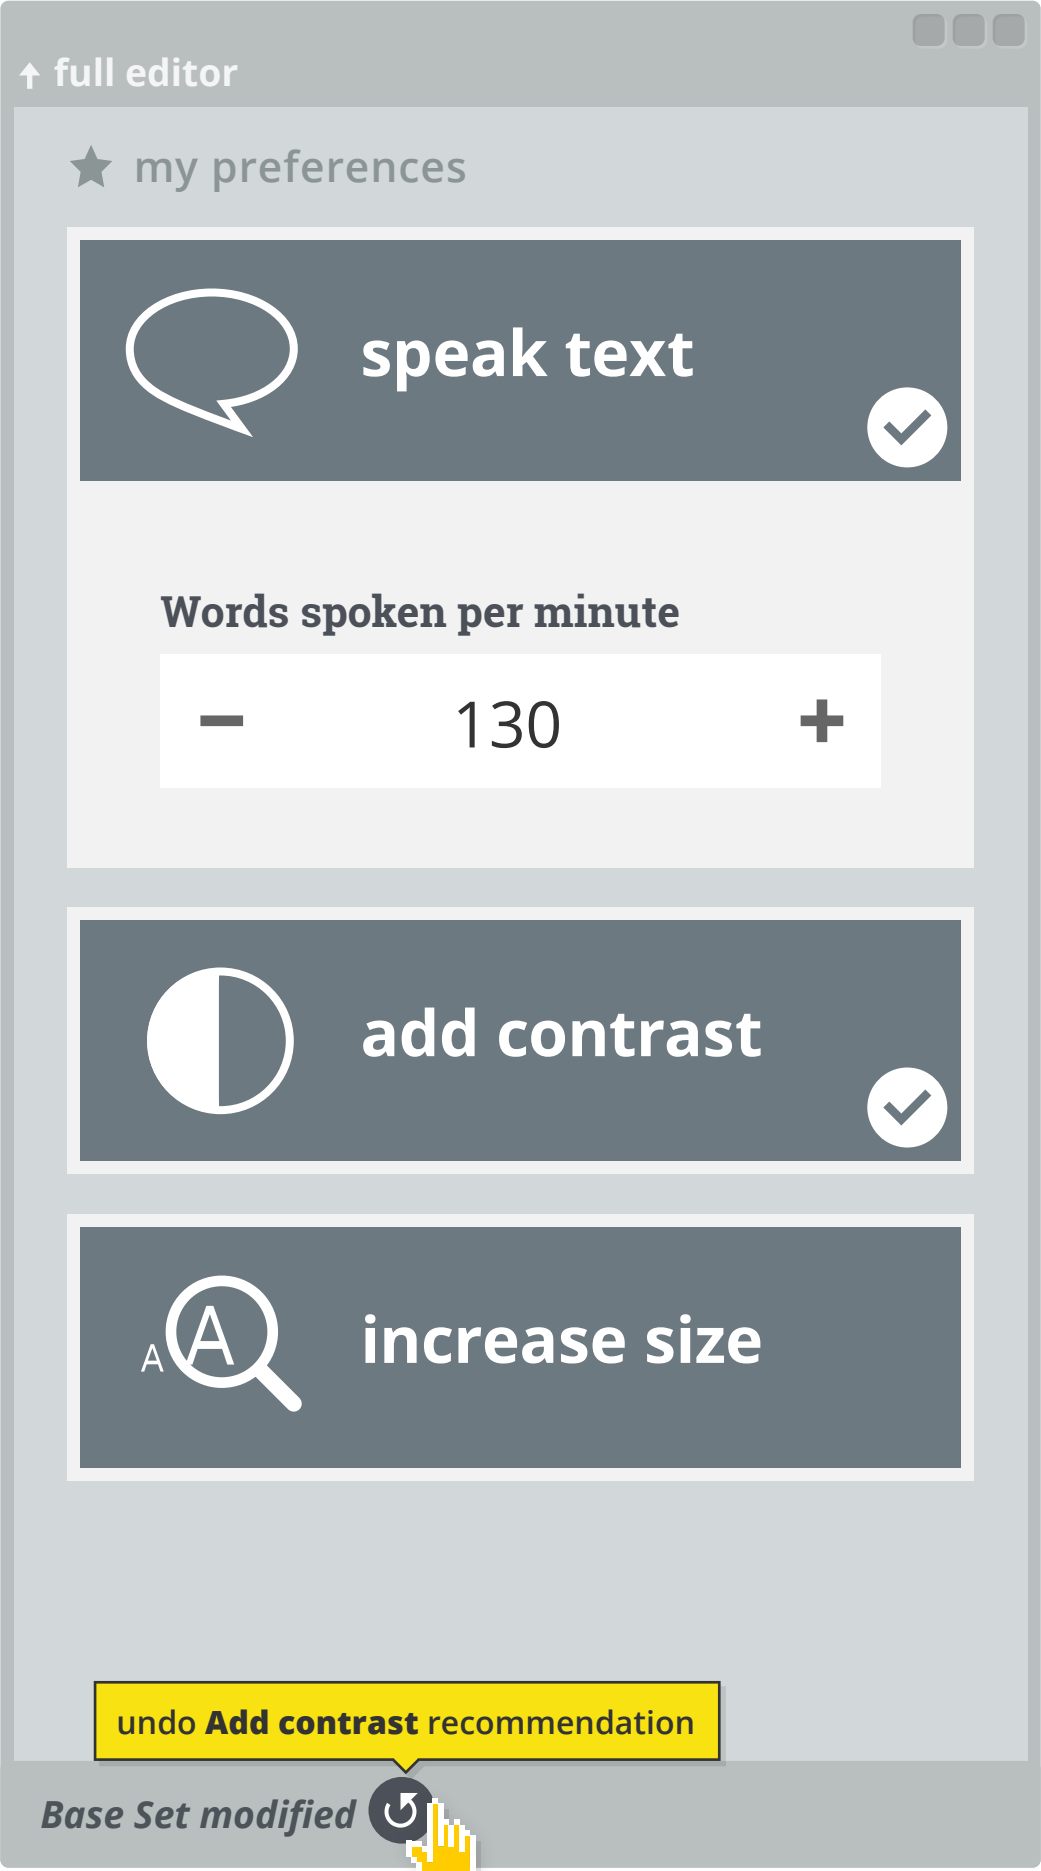 full editor
my preferences
speak text
Words spoken per minute
130
add contrast
A A
increase size
undo Add contrast recommendation
Base Set modified